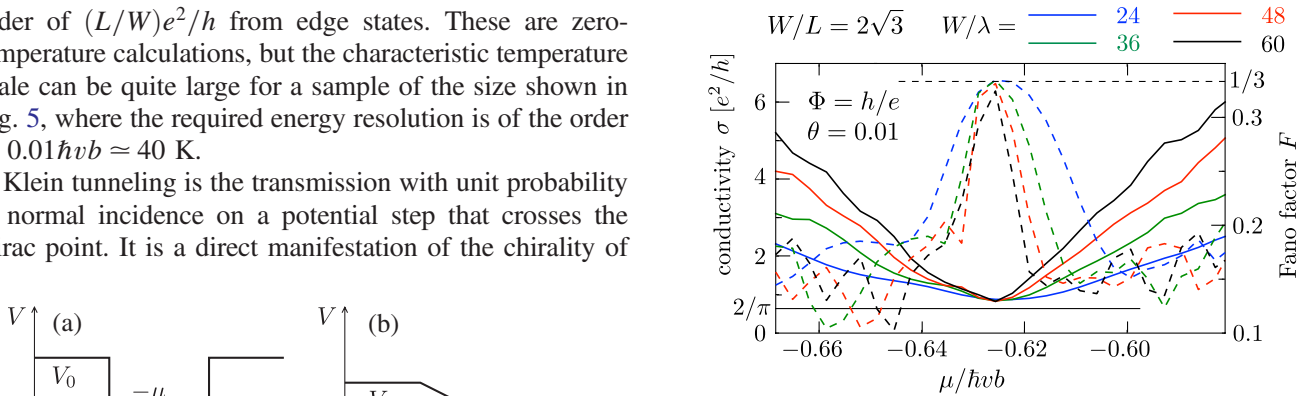 der of (L/W)e²/h from edge states. These are zero-
mperature calculations, but the characteristic temperature
ale can be quite large for a sample of the size shown in
g. 5, where the required energy resolution is of the order
0.01ħvb ≃ 40 K.
Klein tunneling is the transmission with unit probability
normal incidence on a potential step that crosses the
rac point. It is a direct manifestation of the chirality of
V (a)
V₀
−μ
V (b)
W/L = 2√3 W/λ = 24 48
36 60
Φ = h/e
θ = 0.01
conductivity σ [e²/h]
6
4
2
2/π
0
1/3
0.3
0.2
0.1
Fano factor F
−0.66 −0.64 −0.62 −0.60
μ/ħvb